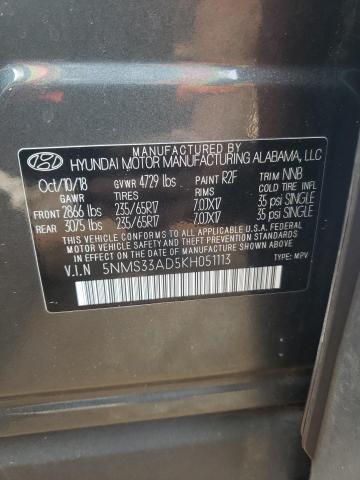 MANUFACTURED BY
HYUNDAI MOTOR MANUFACTURING ALABAMA, LLC
Oct/10/18 GVWR 4729 lbs PAINT R2F TRIM NNB
GAWR TIRES RIMS COLD TIRE INFL
FRONT 2866 lbs 235/65R17 7.0JX17 35 psi SINGLE
REAR 3075 lbs 235/65R17 7.0JX17 35 psi SINGLE
THIS VEHICLE CONFORMS TO ALL APPLICABLE FEDERAL
MOTOR VEHICLE SAFETY, BUMPER, AND THEFT PREVENTION
STANDARDS IN EFFECT ON THE DATE OF MANUFACTURE SHOWN ABOVE.
V.I.N 5NMS33AD5KH051113 TYPE: MPV